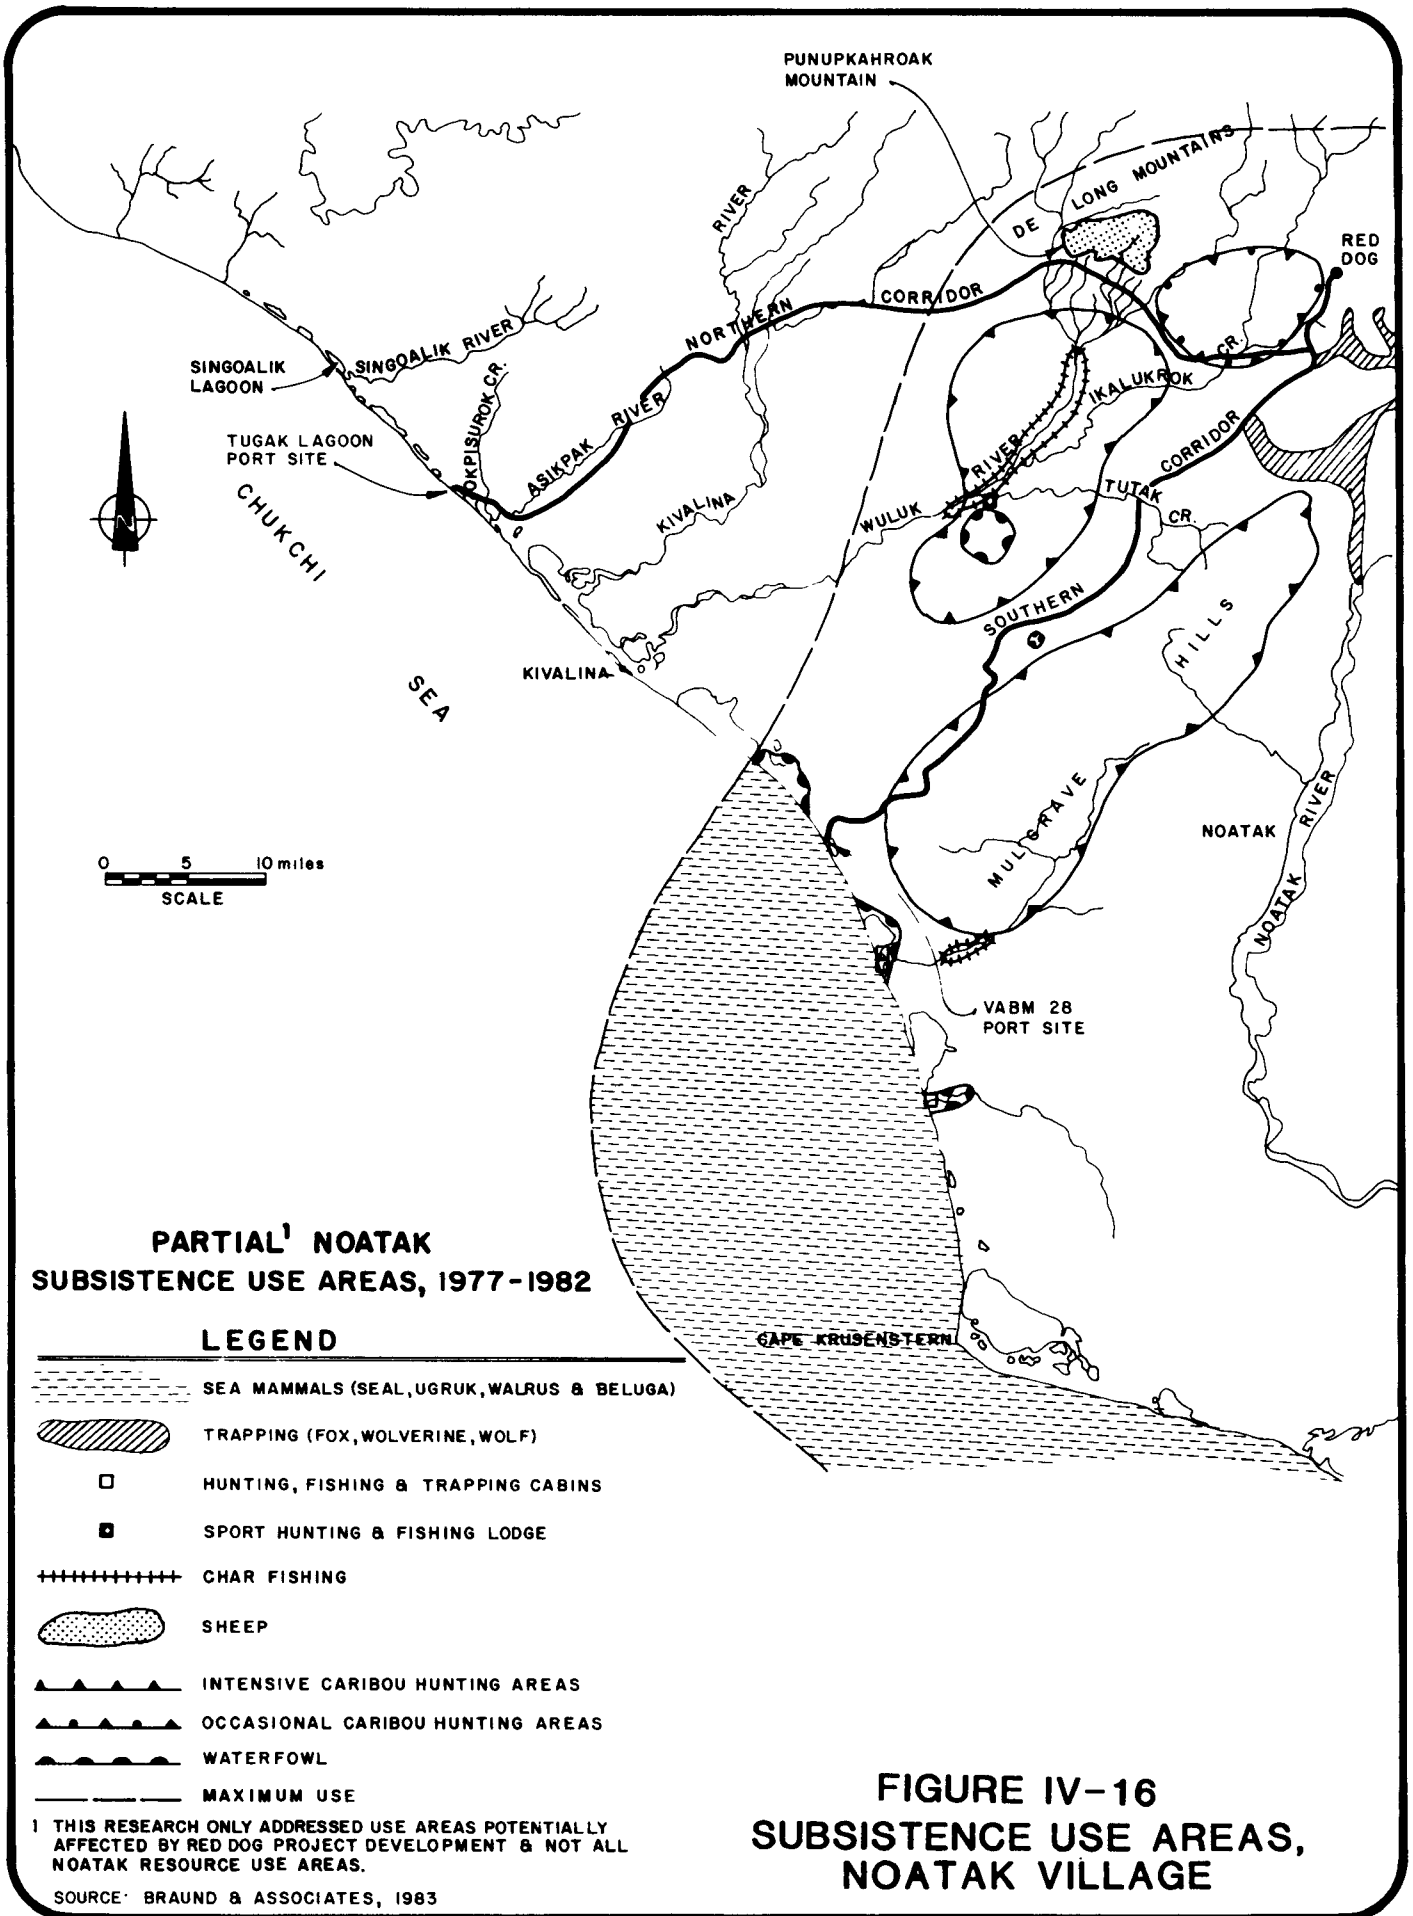 PUNUPKAHROAK
MOUNTAIN
DE LONG MOUNTAINS
RED
DOG
RIVER
NORTHERN
CORRIDOR
SINGOALIK RIVER
SINGOALIK
LAGOON
OKPISUROK CR.
ASIKPAK RIVER
TUGAK LAGOON
PORT SITE
N
CHUKCHI
SEA
KIVALINA
WULUK
RIVER
IKALUKROK
CR.
CORRIDOR
TUTAK
CR.
SOUTHERN
KIVALINA
HILLS
MULGRAVE
NOATAK
NOATAK RIVER
0 5 10 miles
SCALE
VABM 28
PORT SITE
CAPE KRUSENSTERN
PARTIAL¹ NOATAK
SUBSISTENCE USE AREAS, 1977-1982
LEGEND
SEA MAMMALS (SEAL, UGRUK, WALRUS & BELUGA)
TRAPPING (FOX, WOLVERINE, WOLF)
HUNTING, FISHING & TRAPPING CABINS
SPORT HUNTING & FISHING LODGE
CHAR FISHING
SHEEP
INTENSIVE CARIBOU HUNTING AREAS
OCCASIONAL CARIBOU HUNTING AREAS
WATERFOWL
MAXIMUM USE
1 THIS RESEARCH ONLY ADDRESSED USE AREAS POTENTIALLY
AFFECTED BY RED DOG PROJECT DEVELOPMENT & NOT ALL
NOATAK RESOURCE USE AREAS.
SOURCE: BRAUND & ASSOCIATES, 1983
FIGURE IV-16
SUBSISTENCE USE AREAS,
NOATAK VILLAGE